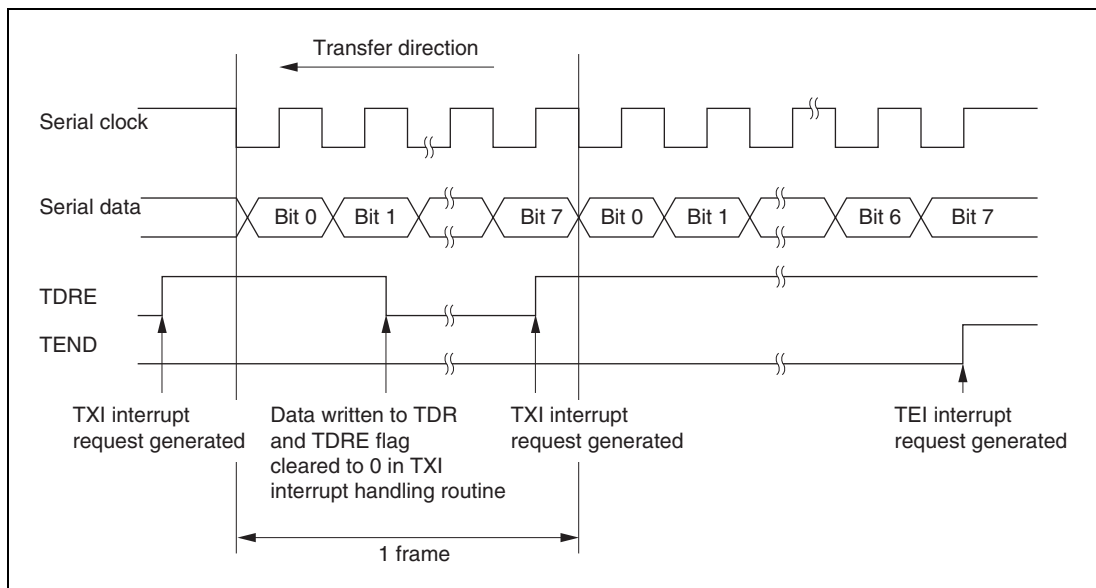 Transfer direction
Serial clock
Serial data
Bit 0
Bit 1
Bit 7
Bit 0
Bit 1
Bit 6
Bit 7
TDRE
TEND
TXI interrupt
request generated
Data written to TDR
and TDRE flag
cleared to 0 in TXI
interrupt handling routine
TXI interrupt
request generated
TEI interrupt
request generated
1 frame